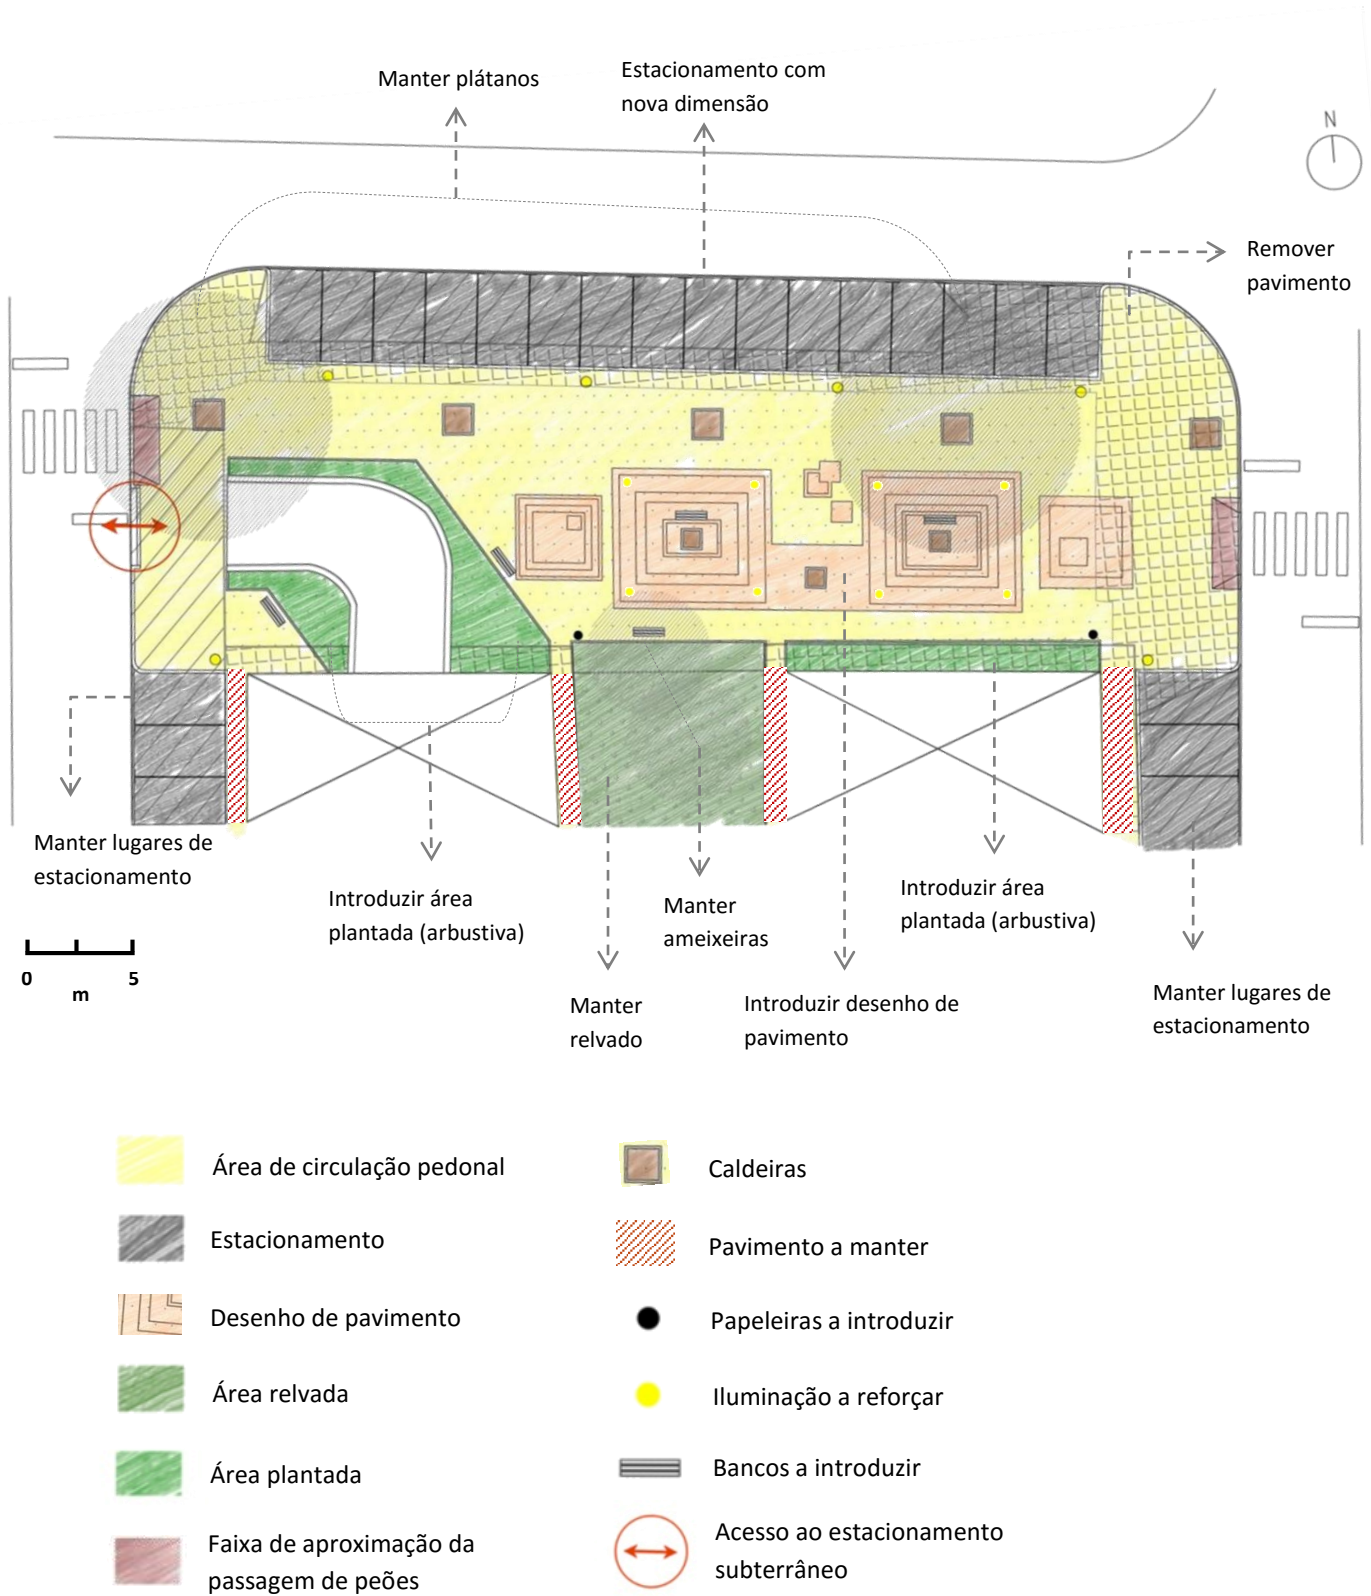 Manter plátanos
Estacionamento com
nova dimensão
N
Remover
pavimento
Manter lugares de
estacionamento
Introduzir área
plantada (arbustiva)
Manter
ameixeiras
Introduzir área
plantada (arbustiva)
0 5
m
Manter
relvado
Introduzir desenho de
pavimento
Manter lugares de
estacionamento
Área de circulação pedonal
Estacionamento
Desenho de pavimento
Área relvada
Área plantada
Faixa de aproximação da
passagem de peões
Caldeiras
Pavimento a manter
Papeleiras a introduzir
Iluminação a reforçar
Bancos a introduzir
Acesso ao estacionamento
subterrâneo